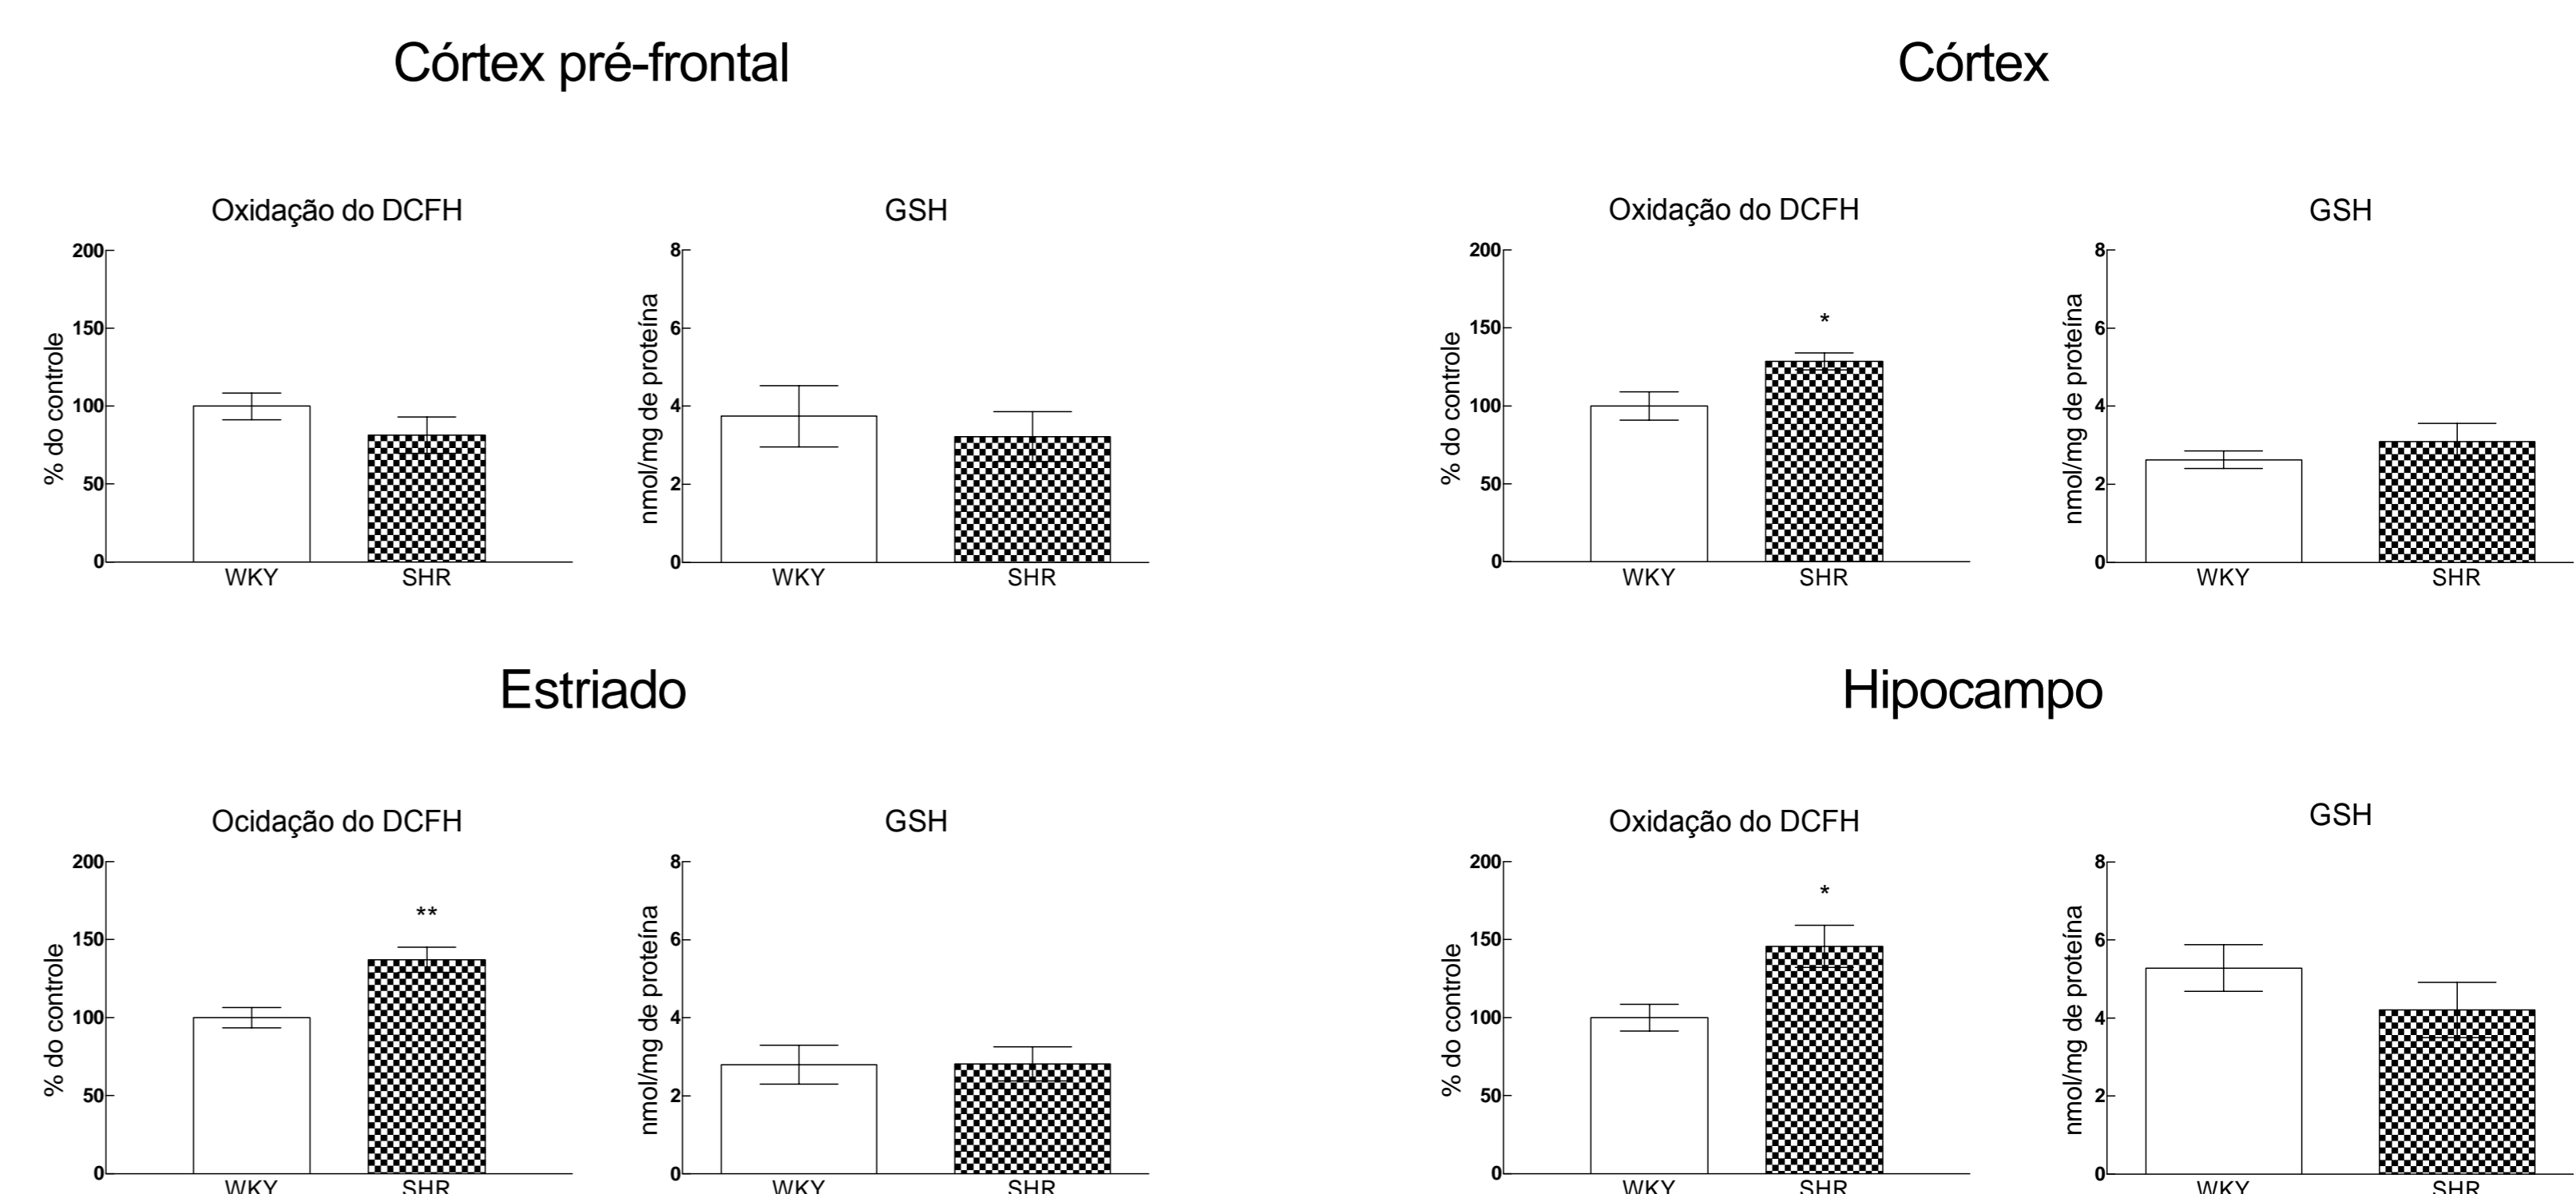 Córtex pré-frontal
Córtex
Oxidação do DCFH
GSH
Oxidação do DCFH
GSH
200
150
100
50
0
% do controle
WKY SHR
8
6
4
2
0
nmol/mg de proteína
WKY SHR
200
150
100
50
0
% do controle
*
WKY SHR
8
6
4
2
0
nmol/mg de proteína
WKY SHR
Estriado
Hipocampo
Ocidação do DCFH
GSH
Oxidação do DCFH
GSH
200
150
100
50
0
% do controle
**
WKY SHR
8
6
4
2
0
nmol/mg de proteína
WKY SHR
200
150
100
50
0
% do controle
*
WKY SHR
8
6
4
2
0
nmol/mg de proteína
WKY SHR